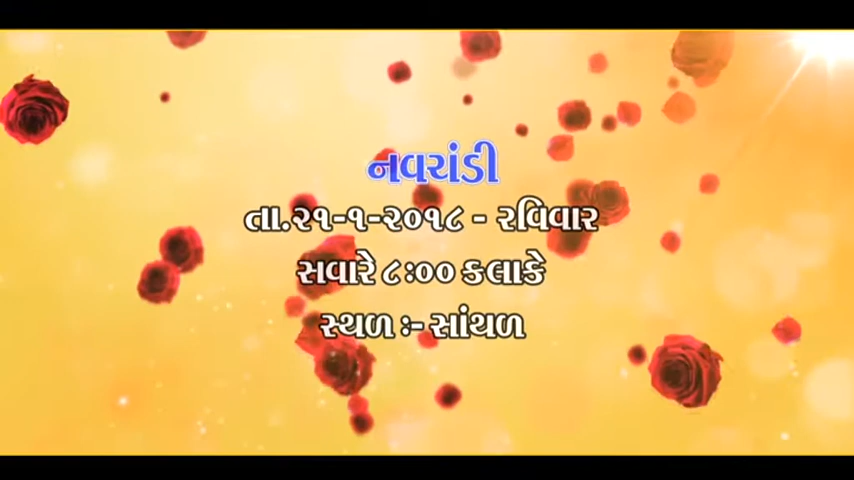 નવચંડી
તા.૨૧-૧-૨૦૧૮ - રવિવાર
સવારે ૮:૦૦ કલાકે
સ્થળ :- સાંથળ